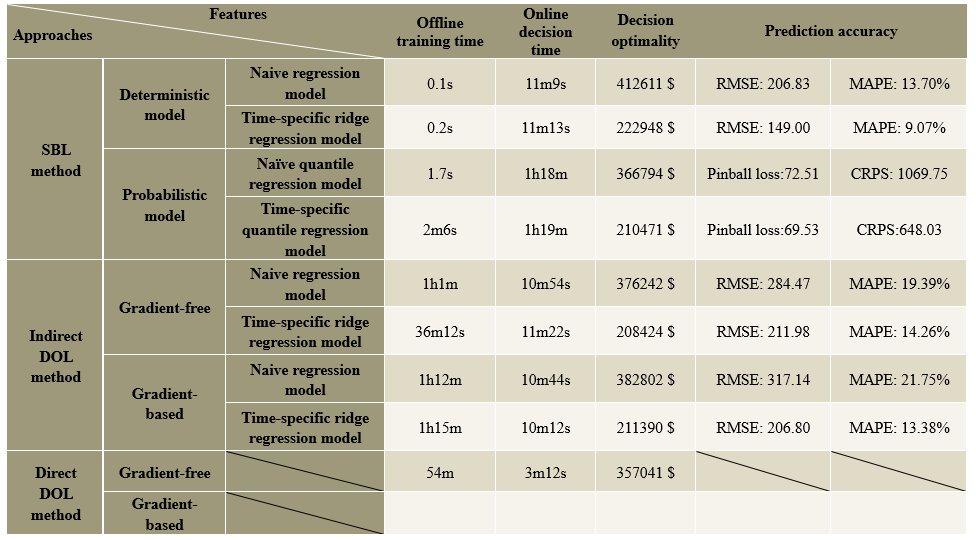 Features
Approaches
Offline
training time
Online
decision
time
Decision
optimality
Prediction accuracy
SBL
method
Deterministic
model
Naive regression
model
0.1s
11m9s
412611 $
RMSE: 206.83
MAPE: 13.70%
Time-specific ridge
regression model
0.2s
11m13s
222948 $
RMSE: 149.00
MAPE: 9.07%
Probabilistic
model
Naïve quantile
regression model
1.7s
1h18m
366794 $
Pinball loss:72.51
CRPS: 1069.75
Time-specific
quantile regression
model
2m6s
1h19m
210471 $
Pinball loss:69.53
CRPS:648.03
Indirect
DOL
method
Gradient-free
Naive regression
model
1h1m
10m54s
376242 $
RMSE: 284.47
MAPE: 19.39%
Time-specific ridge
regression model
36m12s
11m22s
208424 $
RMSE: 211.98
MAPE: 14.26%
Gradient-
based
Naive regression
model
1h12m
10m44s
382802 $
RMSE: 317.14
MAPE: 21.75%
Time-specific ridge
regression model
1h15m
10m12s
211390 $
RMSE: 206.80
MAPE: 13.38%
Direct
DOL
method
Gradient-free
54m
3m12s
357041 $
Gradient-
based